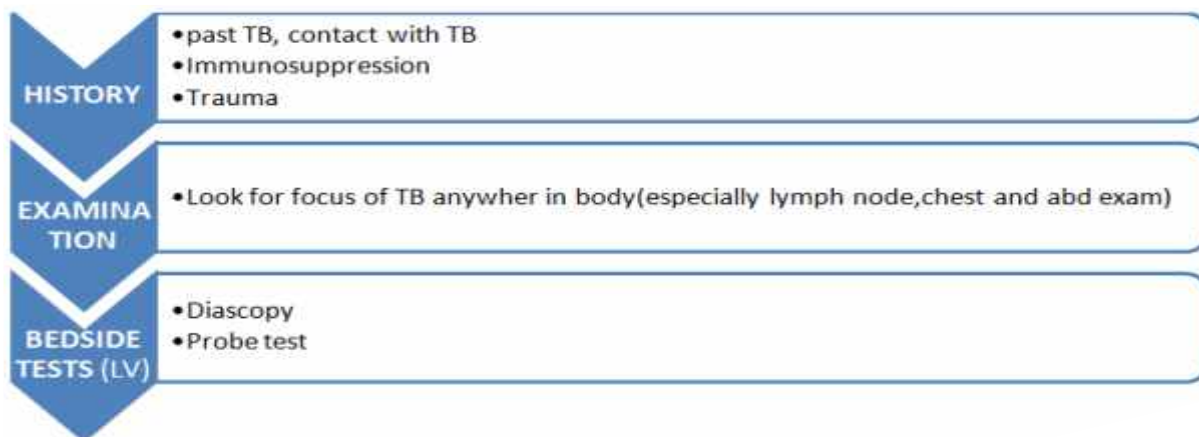 HISTORY
•past TB, contact with TB
•Immunosuppression
•Trauma
EXAMINA
TION
•Look for focus of TB anywher in body(especially lymph node,chest and abd exam)
BEDSIDE
TESTS (LV)
•Diascopy
•Probe test